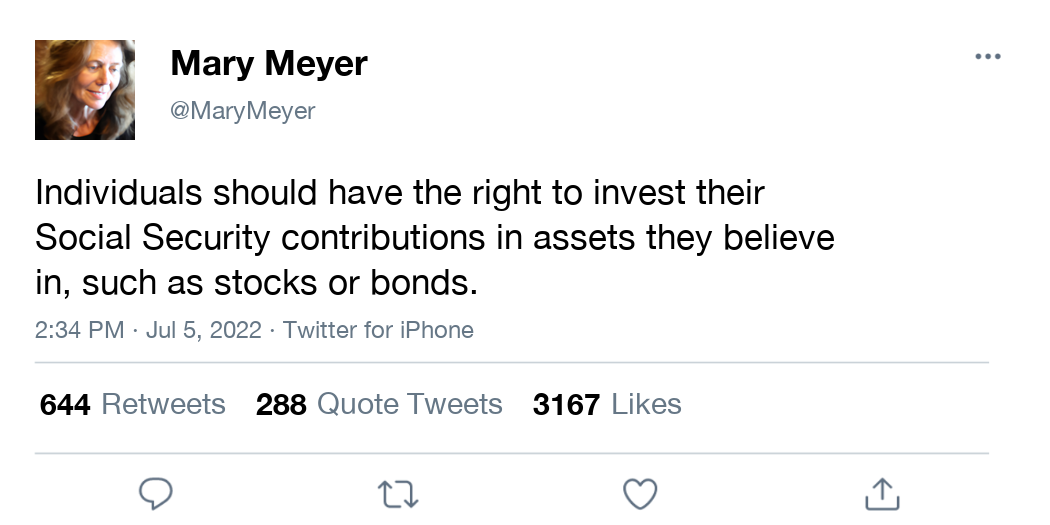 Mary Meyer
@MaryMeyer
Individuals should have the right to invest their
Social Security contributions in assets they believe
in, such as stocks or bonds.
2:34 PM · Jul 5, 2022 · Twitter for iPhone
644 Retweets 288 Quote Tweets 3167 Likes